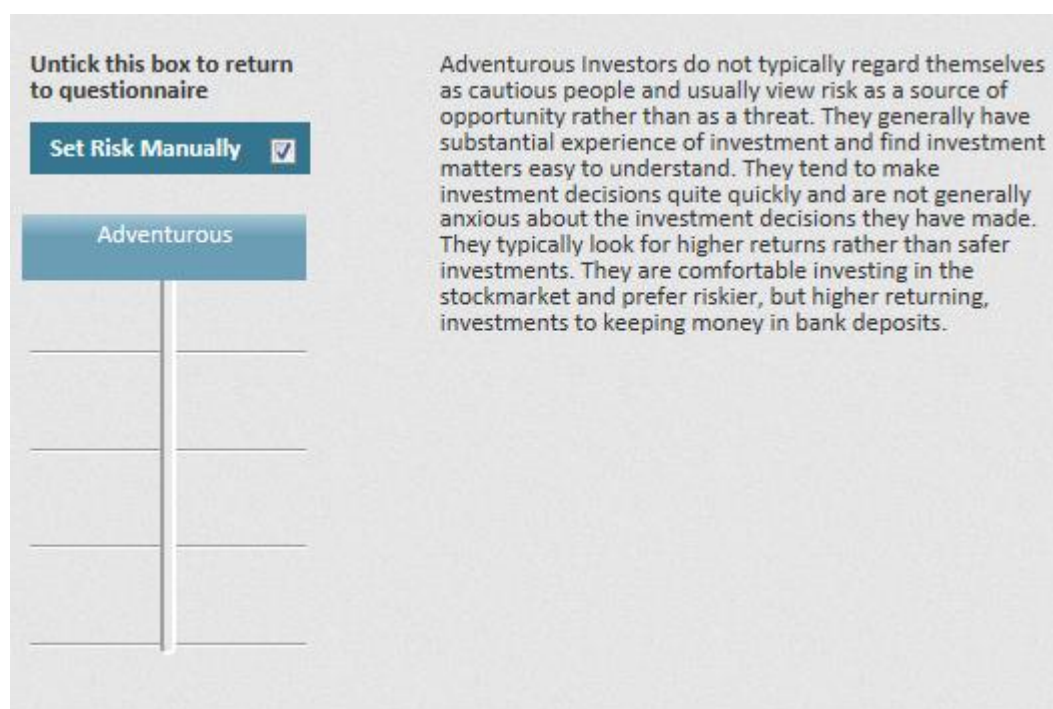 Untick this box to return
to questionnaire
Set Risk Manually
Adventurous
Adventurous Investors do not typically regard themselves
as cautious people and usually view risk as a source of
opportunity rather than as a threat. They generally have
substantial experience of investment and find investment
matters easy to understand. They tend to make
investment decisions quite quickly and are not generally
anxious about the investment decisions they have made.
They typically look for higher returns rather than safer
investments. They are comfortable investing in the
stockmarket and prefer riskier, but higher returning,
investments to keeping money in bank deposits.